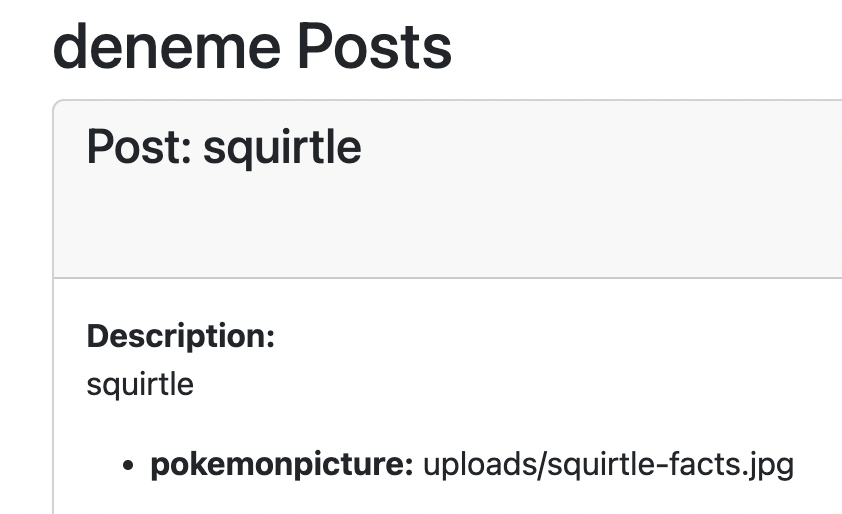 deneme Posts
Post: squirtle
Description:
squirtle
• pokemonpicture: uploads/squirtle-facts.jpg